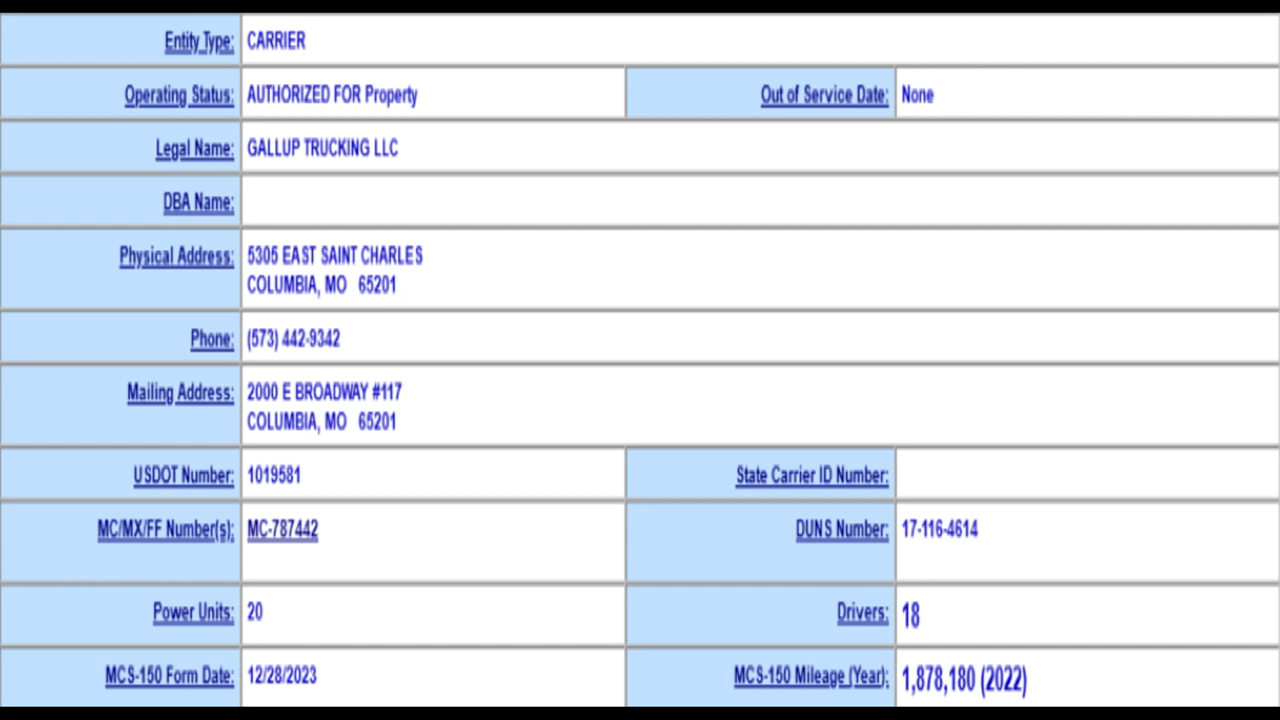 Entity Type: CARRIER
Operating Status: AUTHORIZED FOR Property Out of Service Date: None
Legal Name: GALLUP TRUCKING LLC
DBA Name:
Physical Address: 5305 EAST SAINT CHARLES
COLUMBIA, MO 65201
Phone: (573) 442-9342
Mailing Address: 2000 E BROADWAY #117
COLUMBIA, MO 65201
USDOT Number: 1019581 State Carrier ID Number:
MC/MX/FF Number(s): MC-787442 DUNS Number: 17-116-4614
Power Units: 20 Drivers: 18
MCS-150 Form Date: 12/28/2023 MCS-150 Mileage (Year): 1,878,180 (2022)